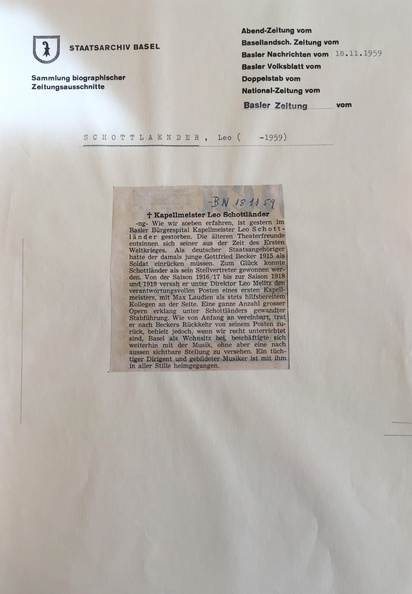 STAATSARCHIV BASEL
Sammlung biographischer
Zeitungsausschnitte
Abend-Zeitung vom
Basellandsch. Zeitung vom
Basler Nachrichten vom 18.11.1959
Basler Volksblatt vom
Doppelstab vom
National-Zeitung vom
Basler Zeitung vom
SCHOTTLAENDER, Leo ( -1959)
BN 18.11.59
† Kapellmeister Leo Schottländer
-ng- Wie wir soeben erfahren, ist gestern im
Basler Bürgerspital Kapellmeister Leo Schott-
länder gestorben. Die älteren Theaterfreunde
entsinnen sich seiner aus der Zeit des Ersten
Weltkrieges. Als deutscher Staatsangehöriger
hatte der damals junge Gottfried Becker 1915 als
Soldat einrücken müssen. Zum Glück konnte
Schottländer als sein Stellvertreter gewonnen wer-
den. Von der Saison 1916/17 bis zur Saison 1918
und 1919 versah er unter Direktor Leo Melitz den
verantwortungsvollen Posten eines ersten Kapell-
meisters, mit Max Laudien als stets hilfsbereitem
Kollegen an der Seite. Eine ganze Anzahl grosser
Opern erklang unter Schottländers gewandter
Stabführung. Wie von Anfang an vereinbart, trat
er nach Beckers Rückkehr von seinem Posten zu-
rück, behielt jedoch, wenn wir recht unterrichtet
sind, Basel als Wohnsitz bei, beschäftigte sich
weiterhin mit der Musik, ohne aber eine nach
aussen sichtbare Stellung zu versehen. Ein tüch-
tiger Dirigent und gebildeter Musiker ist mit ihm
in aller Stille heimgegangen.